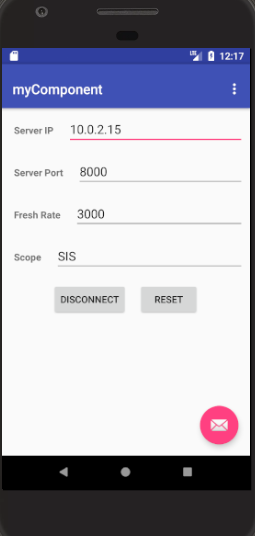 LTE 12:17
myComponent
Server IP 10.0.2.15
Server Port 8000
Fresh Rate 3000
Scope SIS
DISCONNECT RESET